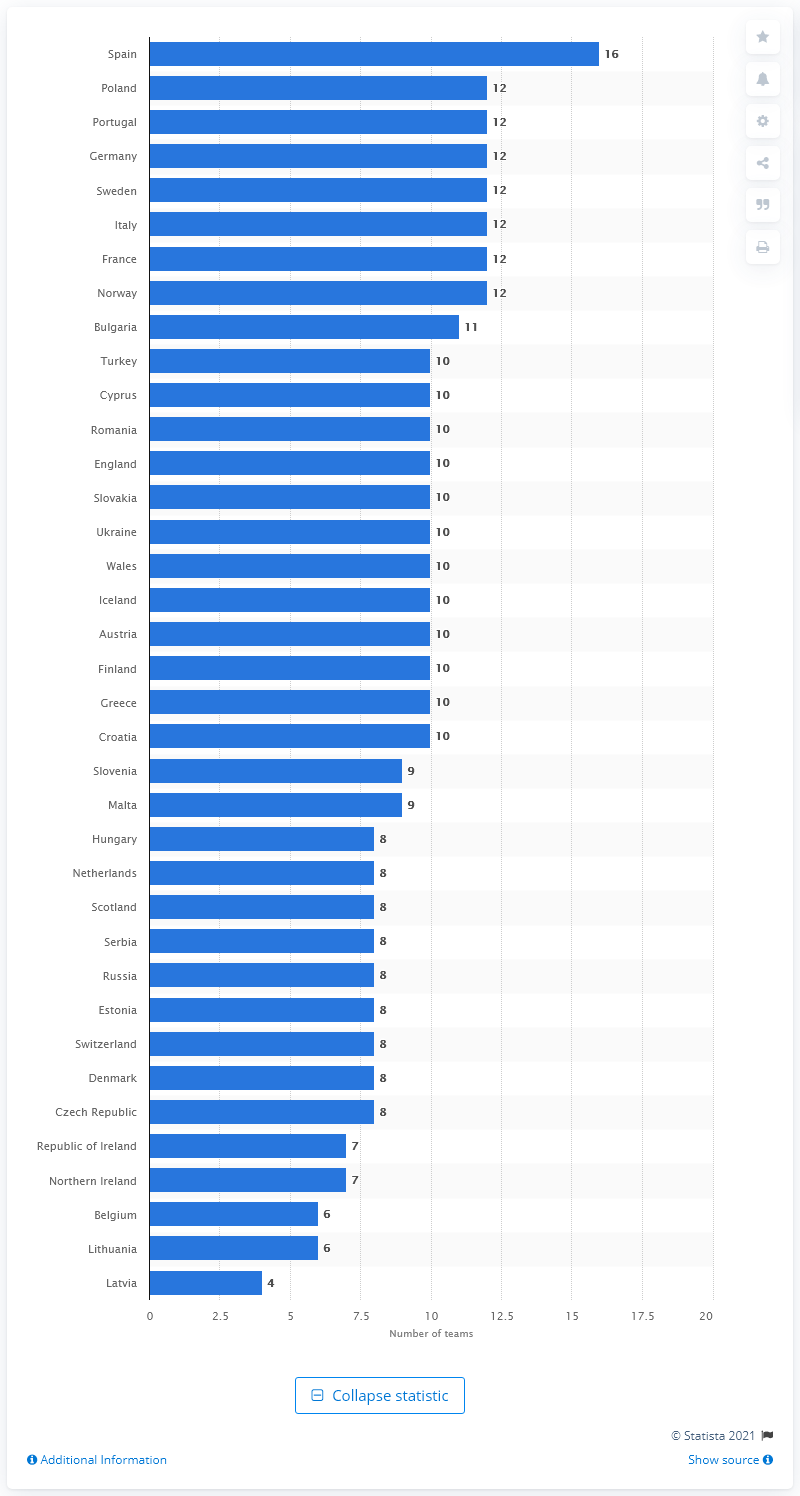 Spain 16
Poland 12
Portugal 12
Germany 12
Sweden 12
Italy 12
France 12
Norway 12
Bulgaria 11
Turkey 10
Cyprus 10
Romania 10
England 10
Slovakia 10
Ukraine 10
Wales 10
Iceland 10
Austria 10
Finland 10
Greece 10
Croatia 10
Slovenia 9
Malta 9
Hungary 8
Netherlands 8
Scotland 8
Serbia 8
Russia 8
Estonia 8
Switzerland 8
Denmark 8
Czech Republic 8
Republic of Ireland 7
Northern Ireland 7
Belgium 6
Lithuania 6
Latvia 4
0 2.5 5 7.5 10 12.5 15 17.5 20
Number of teams
Collapse statistic
© Statista 2021
Additional Information Show source